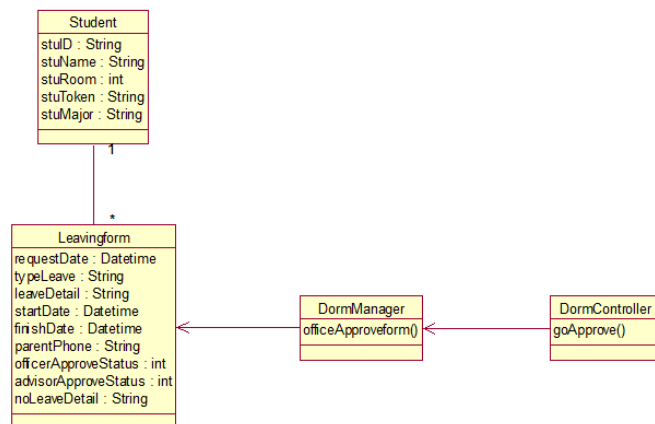 Student
stuID : String
stuName : String
stuRoom : int
stuToken : String
stuMajor : String
1
*
Leavingform
requestDate : Datetime
typeLeave : String
leaveDetail : String
startDate : Datetime
finishDate : Datetime
parentPhone : String
officerApproveStatus : int
advisorApproveStatus : int
noLeaveDetail : String
DormManager
officeApproveform()
DormController
goApprove()